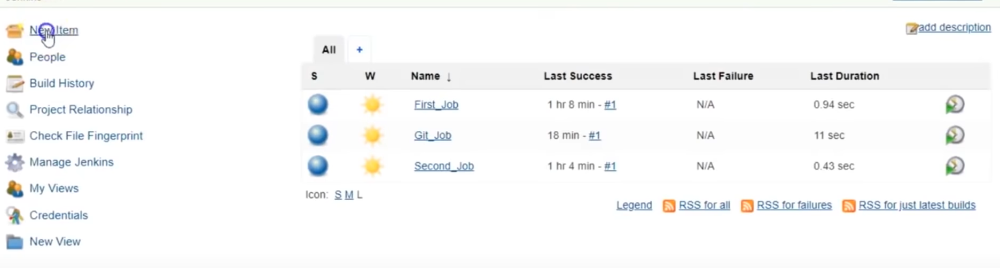 New Item
People
Build History
Project Relationship
Check File Fingerprint
Manage Jenkins
My Views
Credentials
New View
add description
All +
S W Name ↓ Last Success Last Failure Last Duration
First_Job 1 hr 8 min - #1 N/A 0.94 sec
Git_Job 18 min - #1 N/A 11 sec
Second_Job 1 hr 4 min - #1 N/A 0.43 sec
Icon: S M L
Legend RSS for all RSS for failures RSS for just latest builds